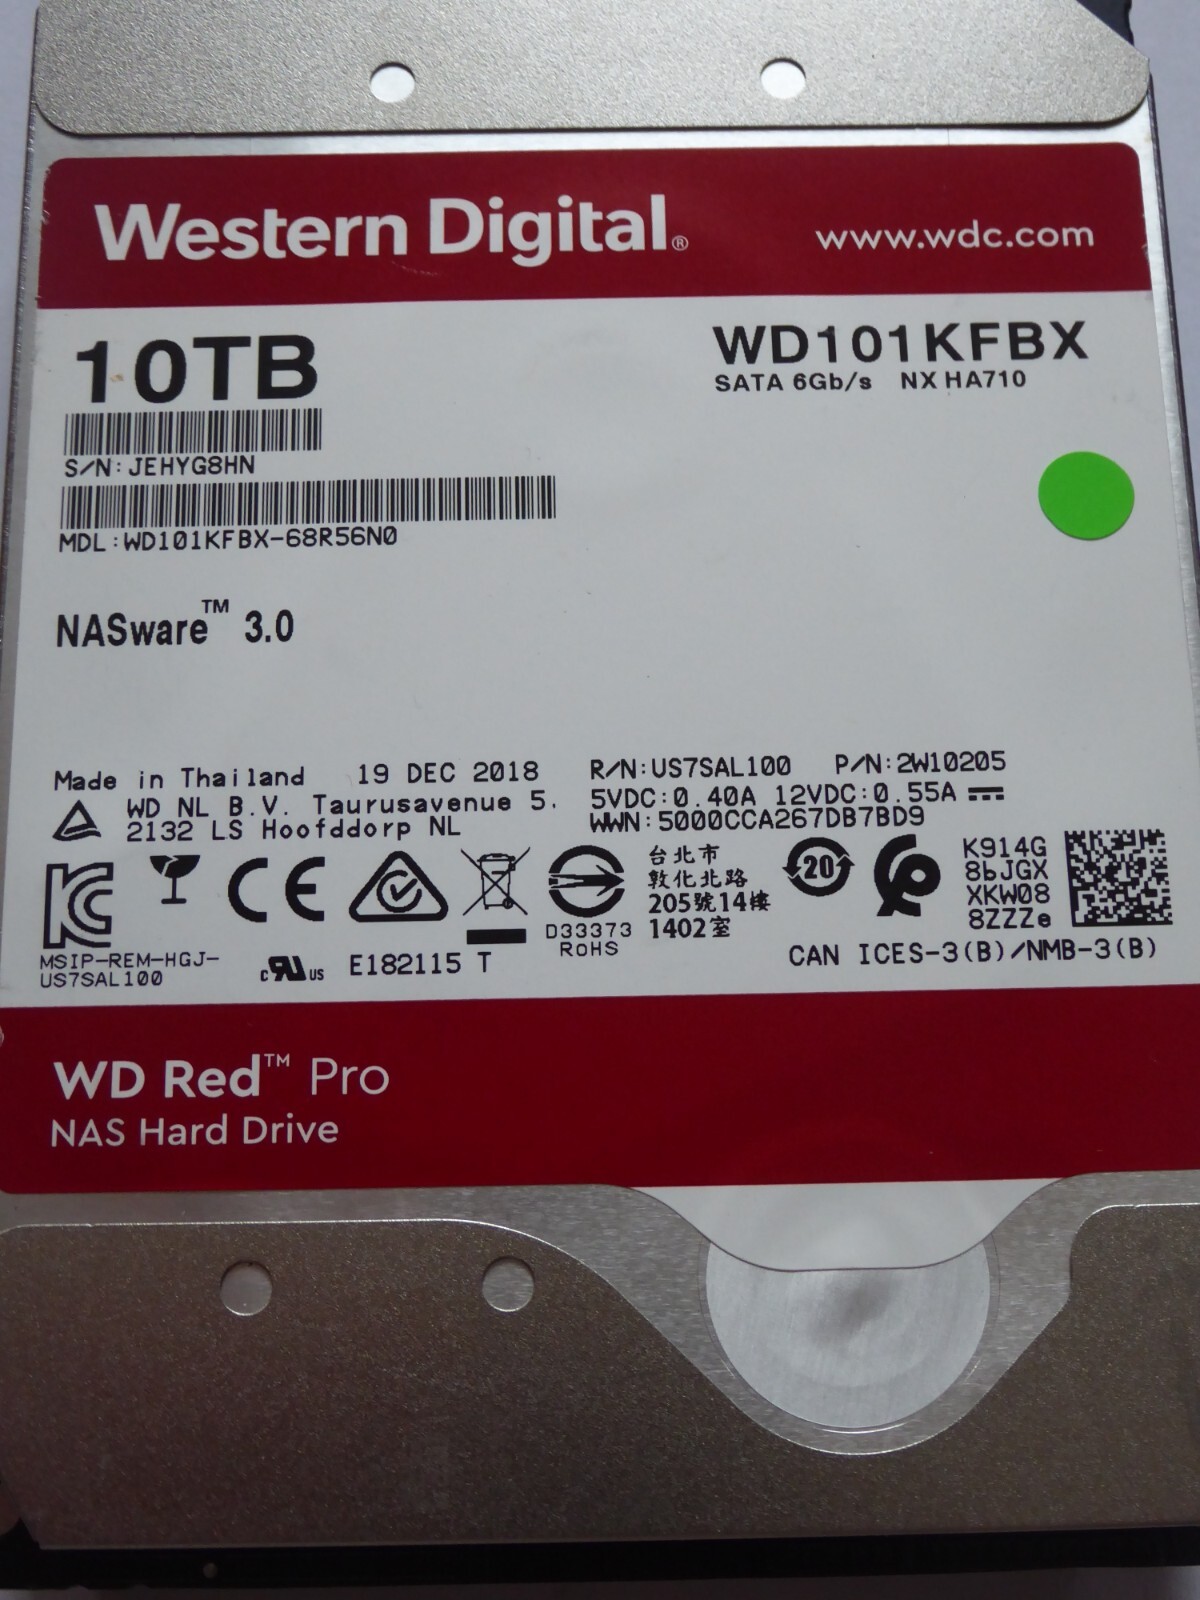 Western Digital®
www.wdc.com
10TB
WD101KFBX
SATA 6Gb/s NX HA710
S/N: JEHYG8HN
MDL: WD101KFBX-68R56N0
NASware™ 3.0
Made in Thailand 19 DEC 2018
WD NL B.V. Taurusavenue 5.
2132 LS Hoofddorp NL
R/N: US7SAL100 P/N: 2W10205
5VDC: 0.40A 12VDC: 0.55A
WWN: 5000CCA267DB7BD9
CE
D33373
RoHS
台北市
敦化北路
205號14樓
1402室
20
K914G
8bJGX
XKW08
8ZZZe
MSIP-REM-HGJ-
US7SAL100
c US E182115 T
CAN ICES-3(B)/NMB-3(B)
WD Red™ Pro
NAS Hard Drive